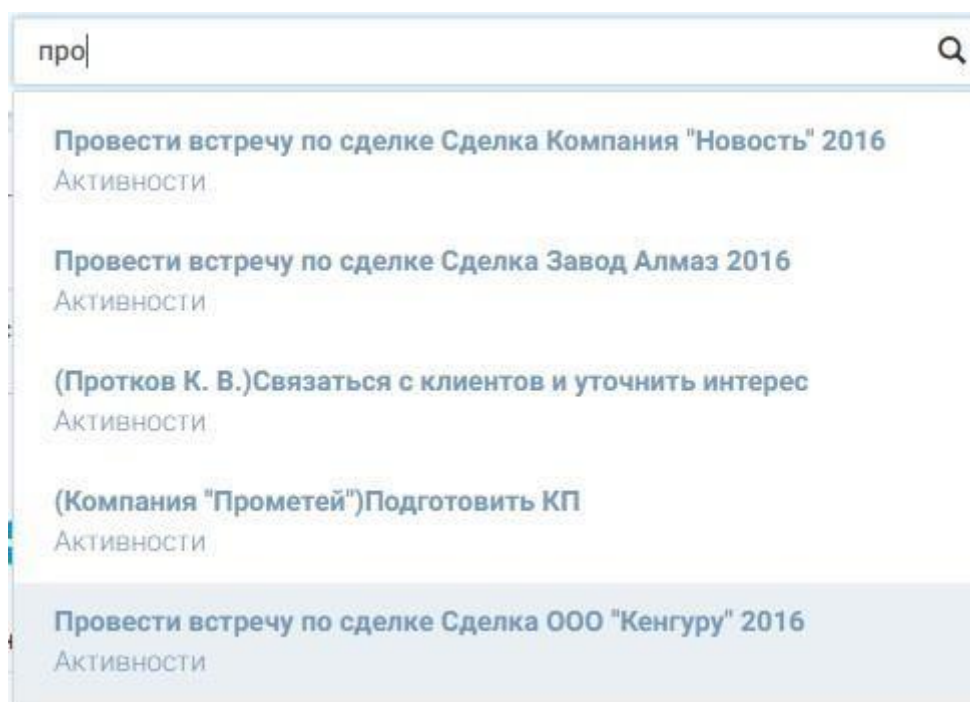 про
Провести встречу по сделке Сделка Компания "Новость" 2016
Активности
Провести встречу по сделке Сделка Завод Алмаз 2016
Активности
(Протков К. В.)Связаться с клиентов и уточнить интерес
Активности
(Компания "Прометей")Подготовить КП
Активности
Провести встречу по сделке Сделка ООО "Кенгуру" 2016
Активности